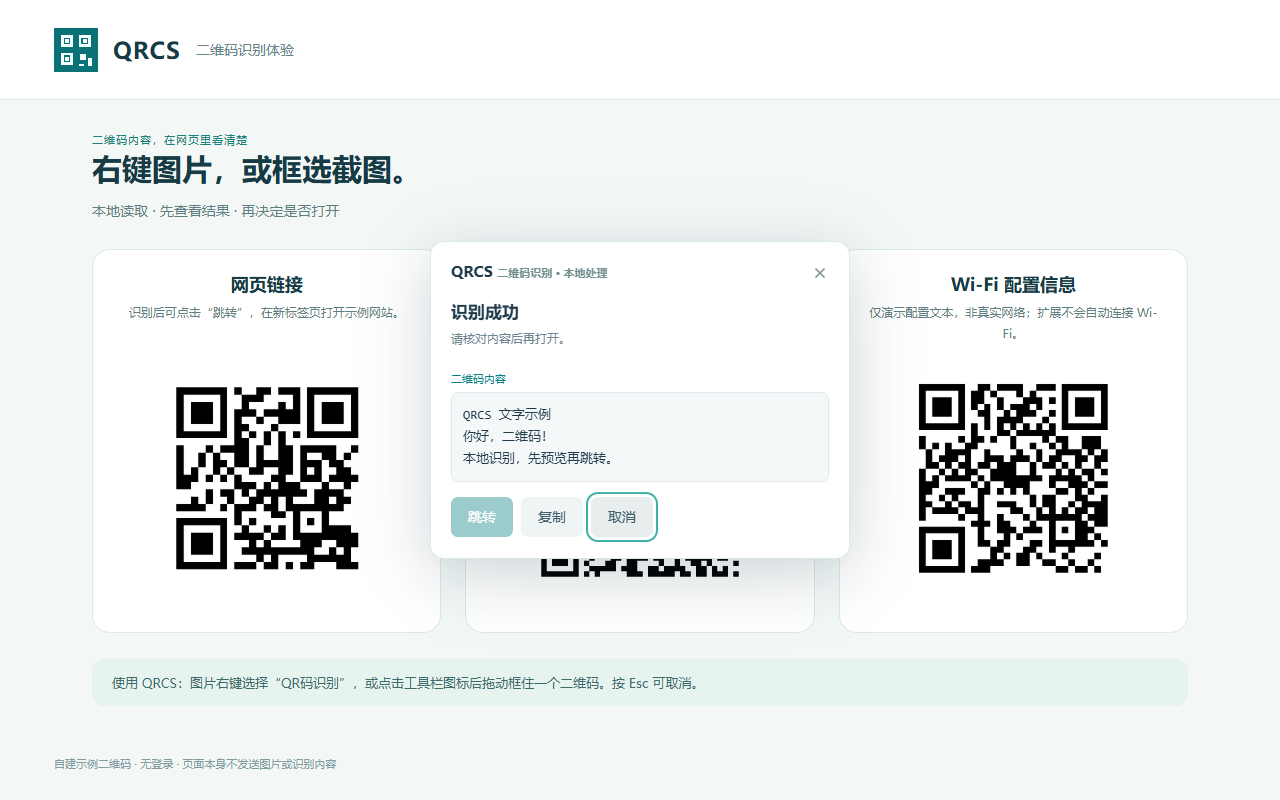 QRCS 二维码识别体验
二维码内容，在网页里看清楚
右键图片，或框选截图。
本地读取 · 先查看结果 · 再决定是否打开
网页链接
识别后可点击“跳转”，在新标签页打开示例网站。
QRCS 二维码识别 • 本地处理
×
识别成功
请核对内容后再打开。
二维码内容
QRCS 文字示例
你好，二维码！
本地识别，先预览再跳转。
跳转 复制 取消
Wi-Fi 配置信息
仅演示配置文本，非真实网络；扩展不会自动连接 Wi-
Fi。
使用 QRCS：图片右键选择“QR码识别”，或点击工具栏图标后拖动框住一个二维码。按 Esc 可取消。
自建示例二维码 · 无登录 · 页面本身不发送图片或识别内容